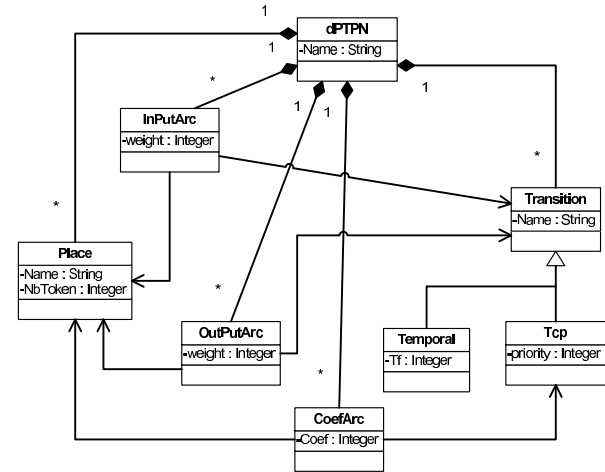 1
dPTPN
-Name : String
1
*
1
1
1
InPutArc
-weight : Integer
*
*
Transition
-Name : String
Place
-Name : String
-NbToken : Integer
*
OutPutArc
-weight : Integer
Temporal
-Tf : Integer
Tcp
-priority : Integer
*
CoefArc
-Coef : Integer